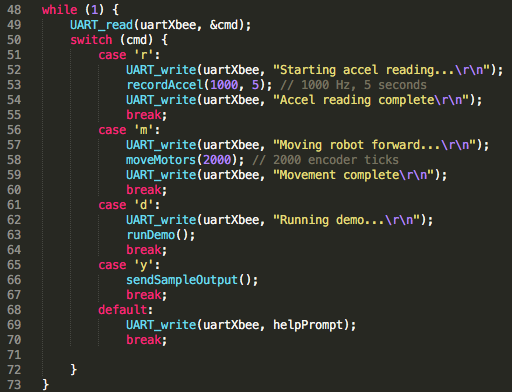 48 while (1) {
49     UART_read(uartXbee, &cmd);
50     switch (cmd) {
51         case 'r':
52             UART_write(uartXbee, "Starting accel reading...\r\n");
53             recordAccel(1000, 5); // 1000 Hz, 5 seconds
54             UART_write(uartXbee, "Accel reading complete\r\n");
55             break;
56         case 'm':
57             UART_write(uartXbee, "Moving robot forward...\r\n");
58             moveMotors(2000); // 2000 encoder ticks
59             UART_write(uartXbee, "Movement complete\r\n");
60             break;
61         case 'd':
62             UART_write(uartXbee, "Running demo...\r\n");
63             runDemo();
64             break;
65         case 'y':
66             sendSampleOutput();
67             break;
68         default:
69             UART_write(uartXbee, helpPrompt);
70             break;
71
72     }
73 }